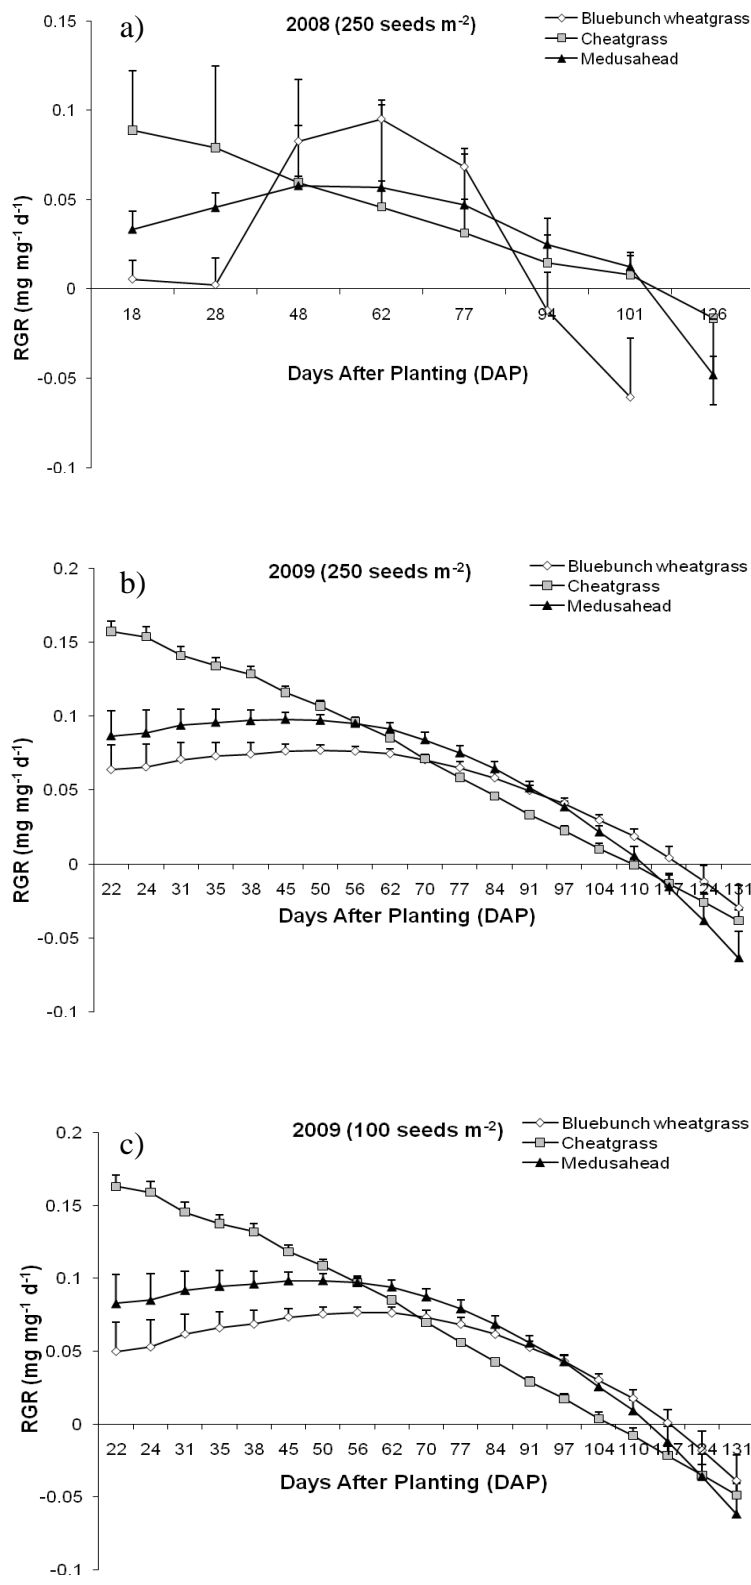 a)
2008 (250 seeds m-2)
Bluebunch wheatgrass
Cheatgrass
Medusahead
RGR (mg mg-1 d-1)
0.15
0.1
0.05
0
-0.05
-0.1
18 28 48 62 77 94 101 126
Days After Planting (DAP)
b)
2009 (250 seeds m-2)
Bluebunch wheatgrass
Cheatgrass
Medusahead
RGR (mg mg-1 d-1)
0.2
0.15
0.1
0.05
0
-0.05
-0.1
22 24 31 35 38 45 50 56 62 70 77 84 91 97 104 110 117 124 131
Days After Planting (DAP)
c)
2009 (100 seeds m-2)
Bluebunch wheatgrass
Cheatgrass
Medusahead
RGR (mg mg-1 d-1)
0.2
0.15
0.1
0.05
0
-0.05
-0.1
22 24 31 35 38 45 50 56 62 70 77 84 91 97 104 110 117 124 131
Days After Planting (DAP)